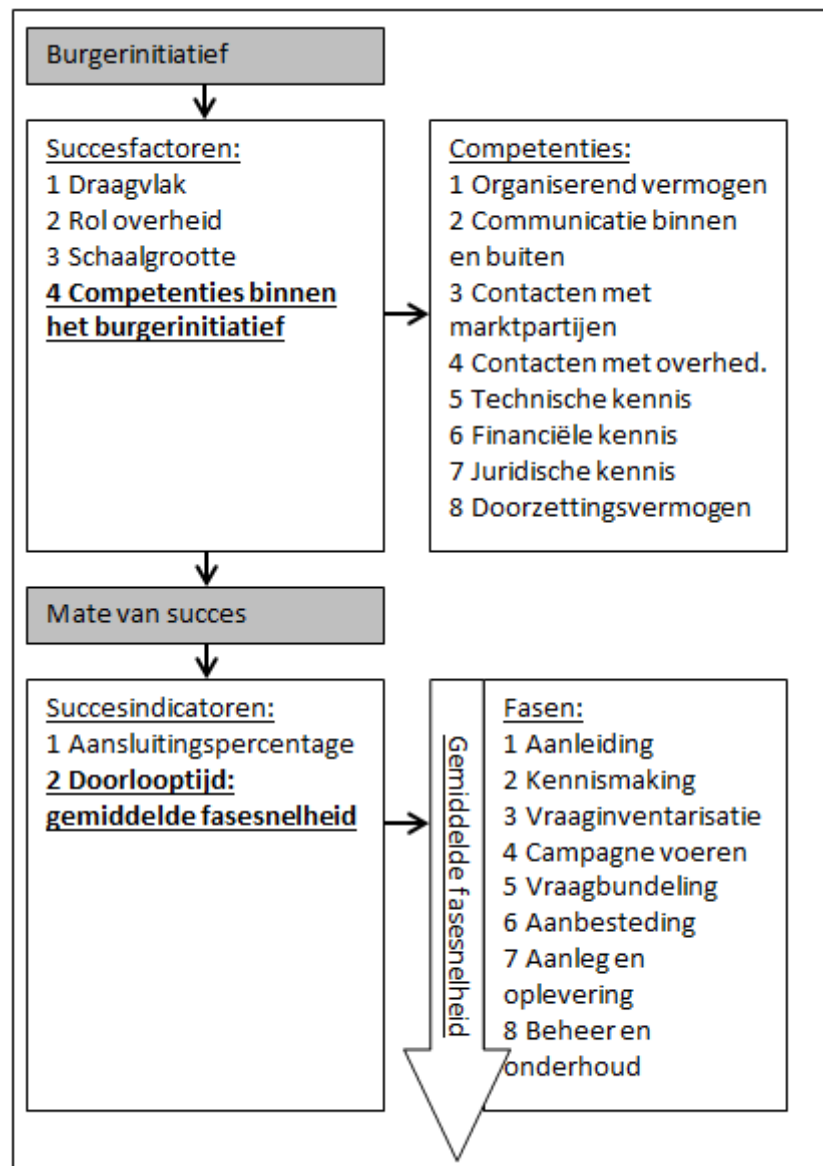 Burgerinitiatief
Succesfactoren:
1 Draagvlak
2 Rol overheid
3 Schaalgrootte
4 Competenties binnen
het burgerinitiatief
Competenties:
1 Organiserend vermogen
2 Communicatie binnen
en buiten
3 Contacten met
marktpartijen
4 Contacten met overhed.
5 Technische kennis
6 Financiële kennis
7 Juridische kennis
8 Doorzettingsvermogen
Mate van succes
Succesindicatoren:
1 Aansluitingspercentage
2 Doorlooptijd:
gemiddelde fasesnelheid
Gemiddelde fasesnelheid
Fasen:
1 Aanleiding
2 Kennismaking
3 Vraaginventarisatie
4 Campagne voeren
5 Vraagbundeling
6 Aanbesteding
7 Aanleg en
oplevering
8 Beheer en
onderhoud